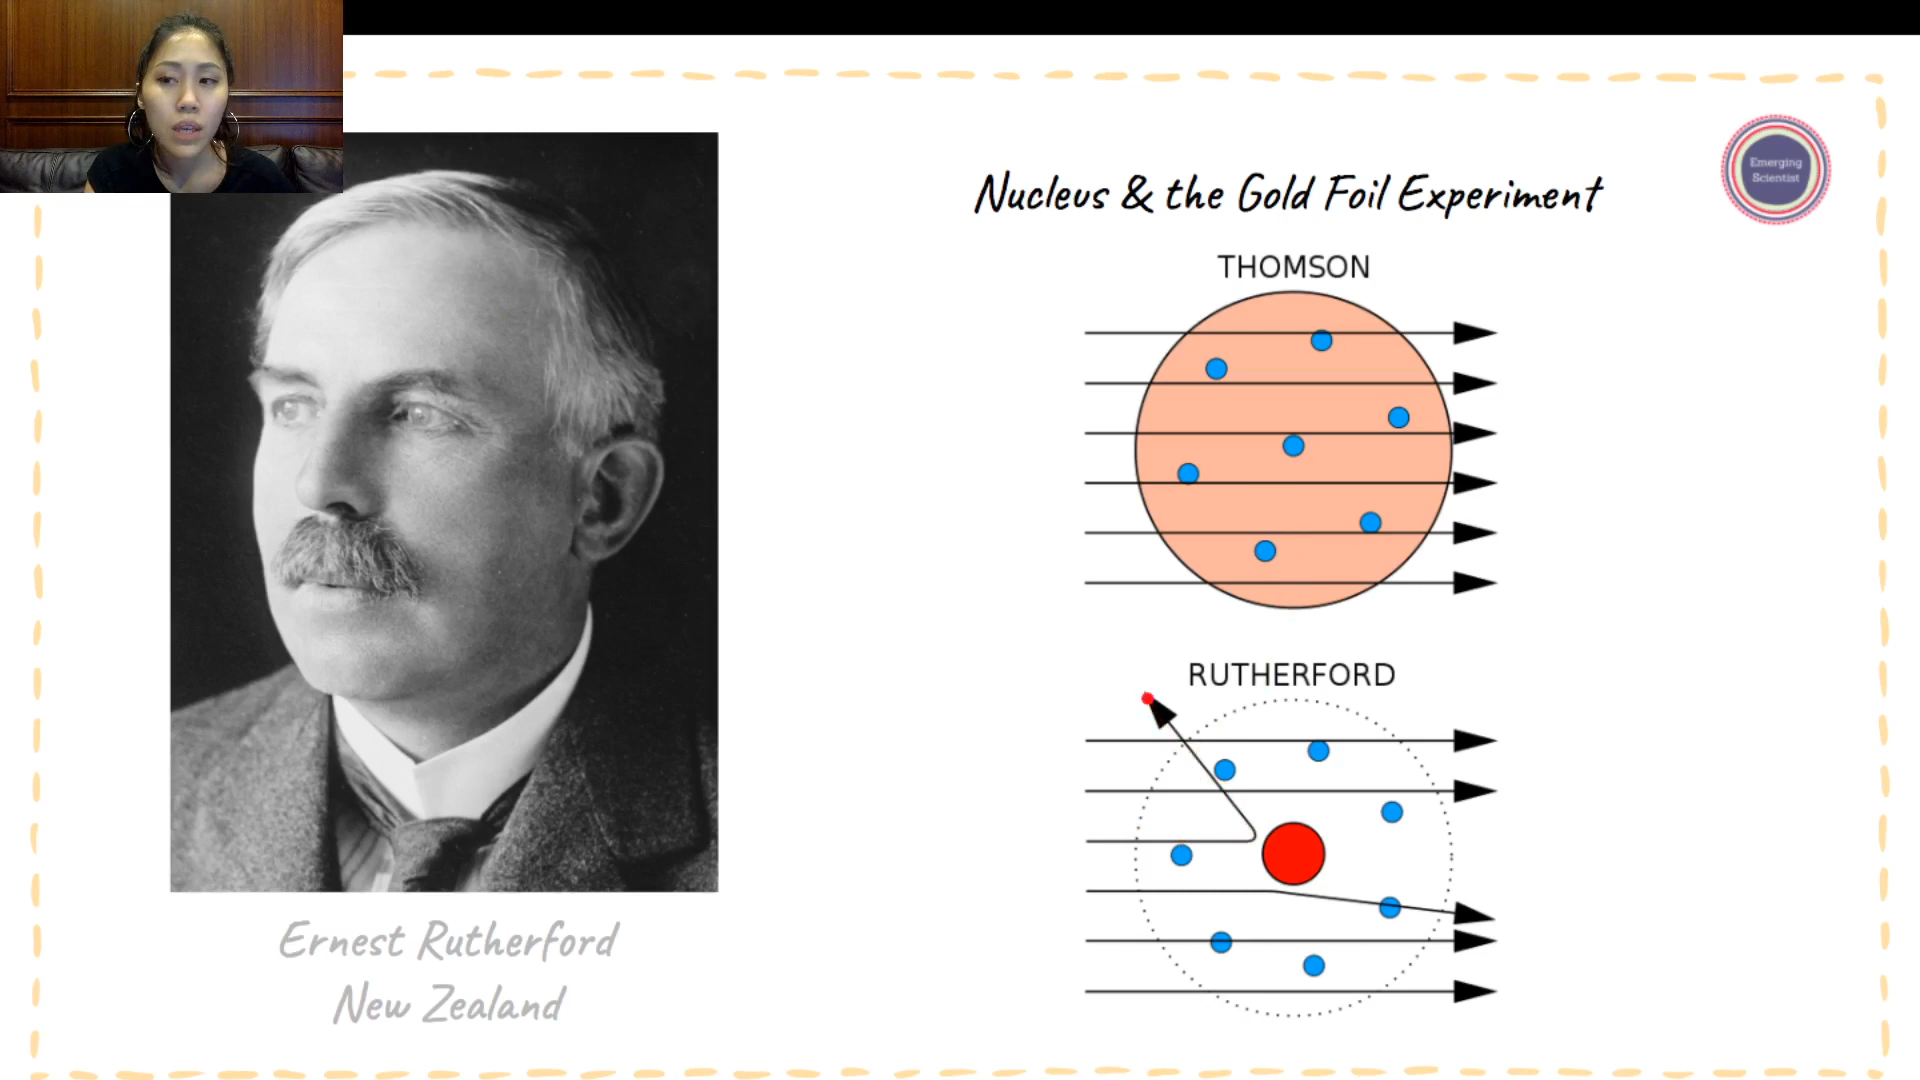 Nucleus & the Gold Foil Experiment
Emerging
Scientist
THOMSON
RUTHERFORD
Ernest Rutherford
New Zealand